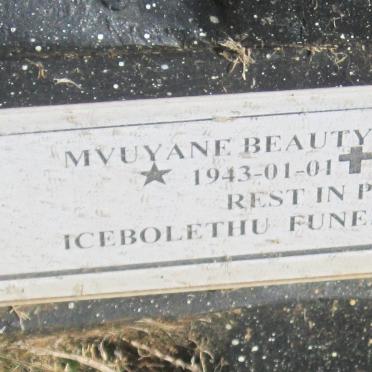 MVUYANE BEAUTY
1943-01-01
REST IN P
ICEBOLETHU FUNE